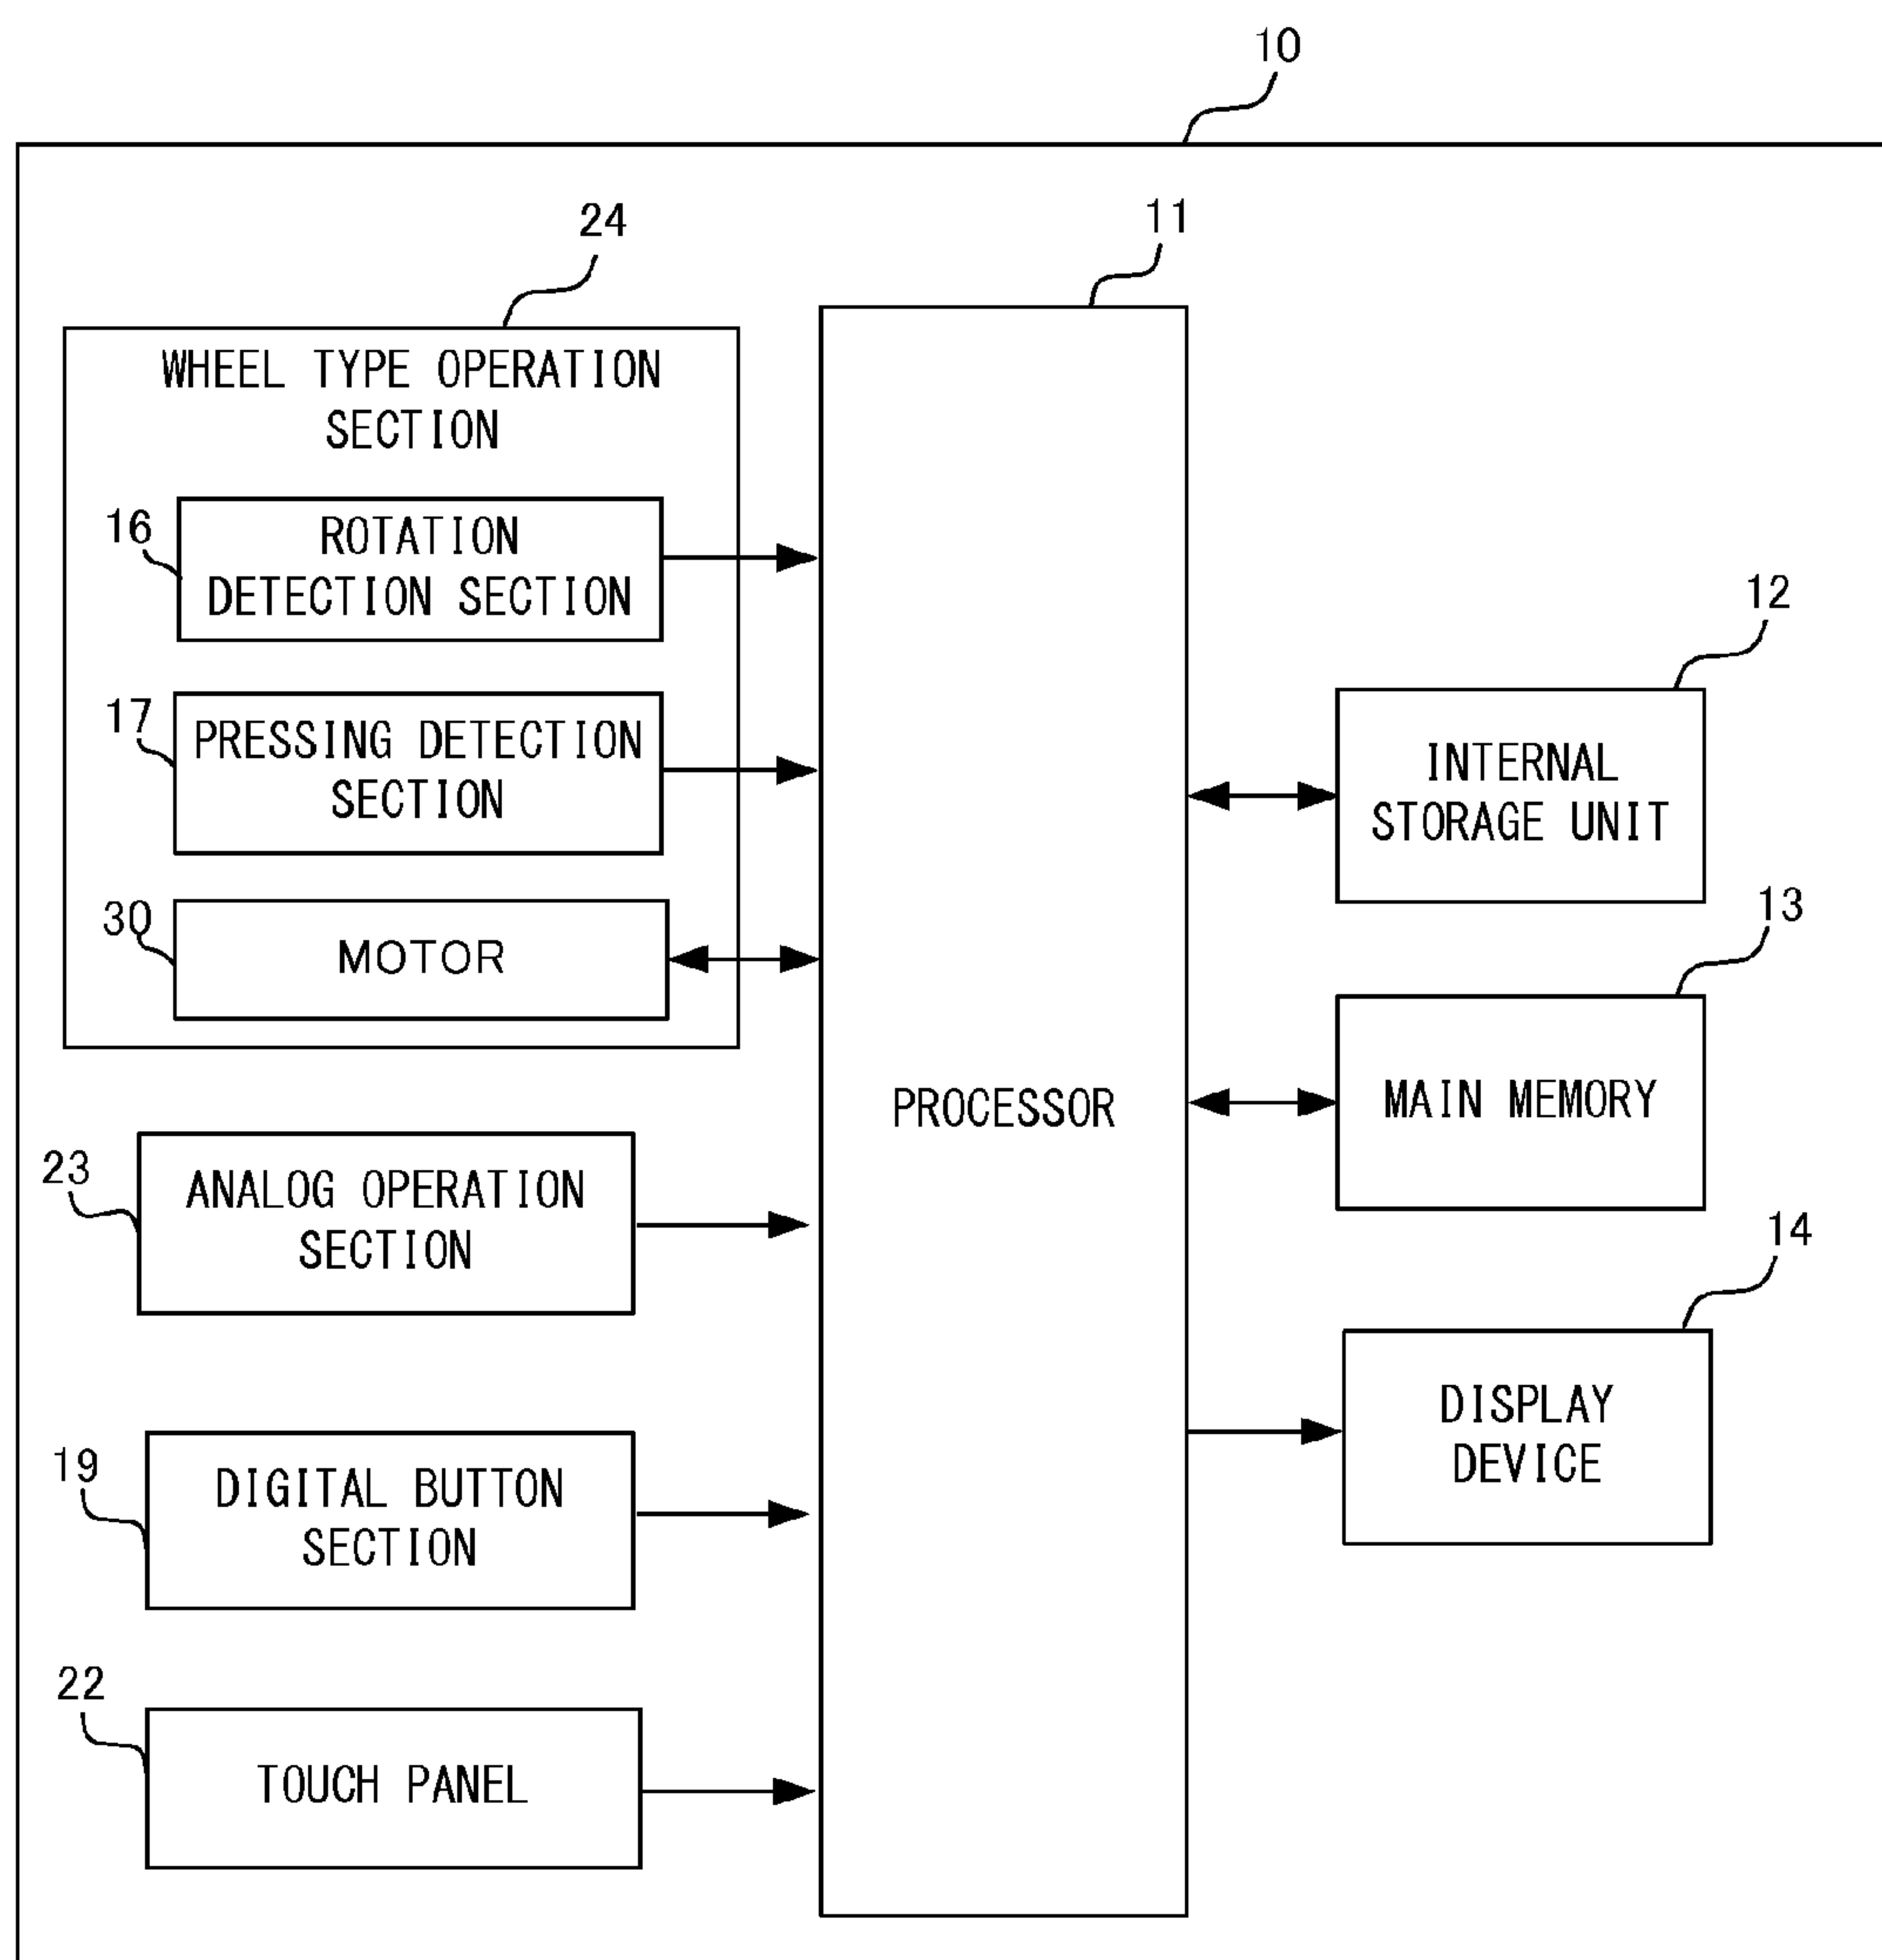 10
24
11
WHEEL TYPE OPERATION
SECTION
16
ROTATION
DETECTION SECTION
17
PRESSING DETECTION
SECTION
30
MOTOR
PROCESSOR
12
INTERNAL
STORAGE UNIT
13
MAIN MEMORY
14
DISPLAY
DEVICE
23
ANALOG OPERATION
SECTION
19
DIGITAL BUTTON
SECTION
22
TOUCH PANEL